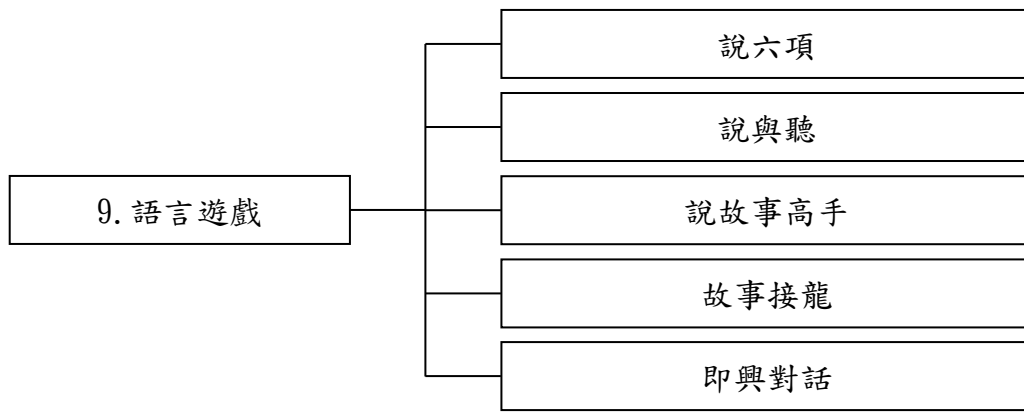 9.語言遊戲
說六項
說與聽
說故事高手
故事接龍
即興對話